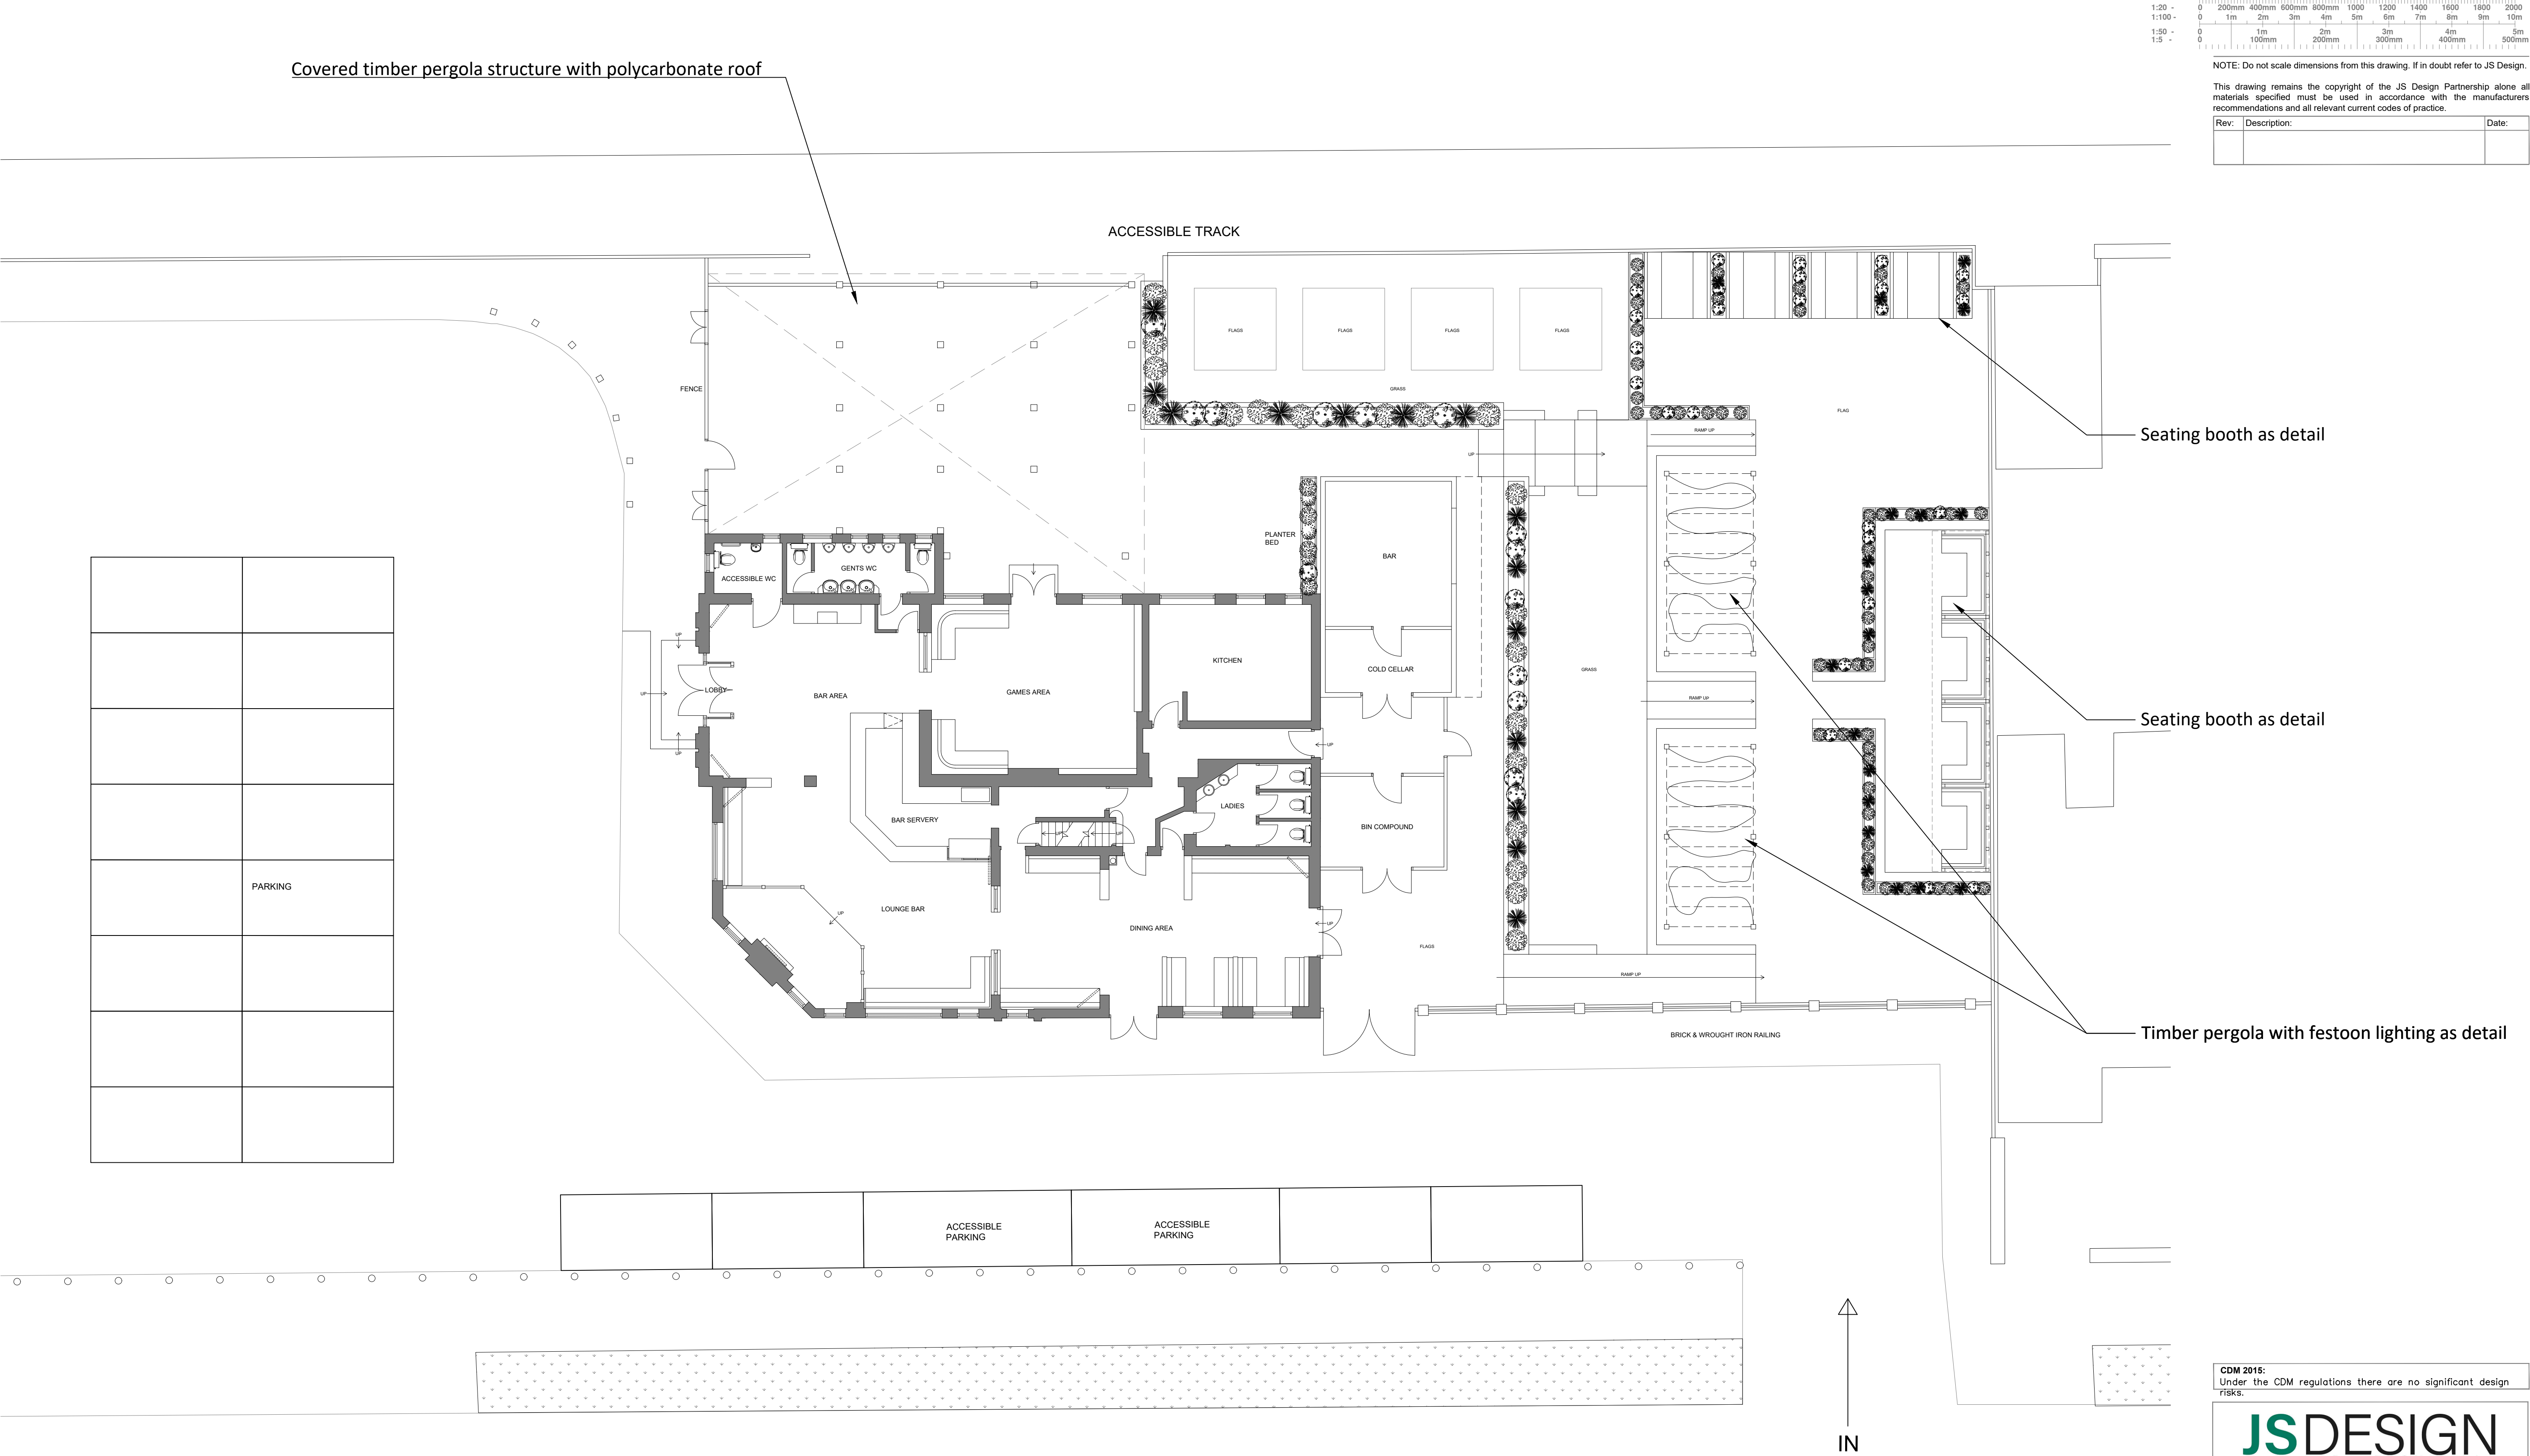 1:20 - 0 200mm 400mm 600mm 800mm 1000 1200 1400 1600 1800 2000
1:100 - 0 1m 2m 3m 4m 5m 6m 7m 8m 9m 10m
1:50 - 0 1m 2m 3m 4m 5m
1:5 - 0 100mm 200mm 300mm 400mm 500mm
NOTE: Do not scale dimensions from this drawing. If in doubt refer to JS Design.
This drawing remains the copyright of the JS Design Partnership alone all
materials specified must be used in accordance with the manufacturers
recommendations and all relevant current codes of practice.
Rev: Description: Date:
Covered timber pergola structure with polycarbonate roof
ACCESSIBLE TRACK
FLAGS
FLAGS
FLAGS
FLAGS
GRASS
FENCE
FLAG
RAMP UP
UP
Seating booth as detail
PLANTER
BED
BAR
ACCESSIBLE WC
GENTS WC
UP
KITCHEN
COLD CELLAR
GRASS
UP
LOBBY
BAR AREA
GAMES AREA
RAMP UP
Seating booth as detail
UP
UP
LADIES
BAR SERVERY
UP
UP
BIN COMPOUND
PARKING
LOUNGE BAR
UP
DINING AREA
UP
FLAGS
RAMP UP
BRICK & WROUGHT IRON RAILING
Timber pergola with festoon lighting as detail
ACCESSIBLE
PARKING
ACCESSIBLE
PARKING
IN
CDM 2015:
Under the CDM regulations there are no significant design
risks.
JSDESIGN